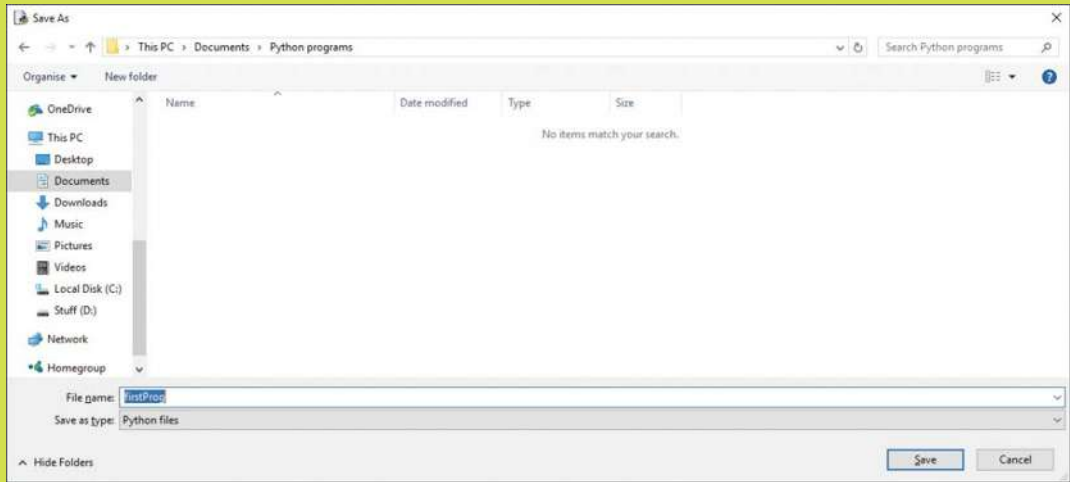 Save As
This PC > Documents > Python programs
Search Python programs
Organise
New folder
Name
Date modified
Type
Size
No items match your search.
OneDrive
This PC
Desktop
Documents
Downloads
Music
Pictures
Videos
Local Disk (C:)
Stuff (D:)
Network
Homegroup
File name: firstProg
Save as type: Python files
Hide Folders
Save
Cancel